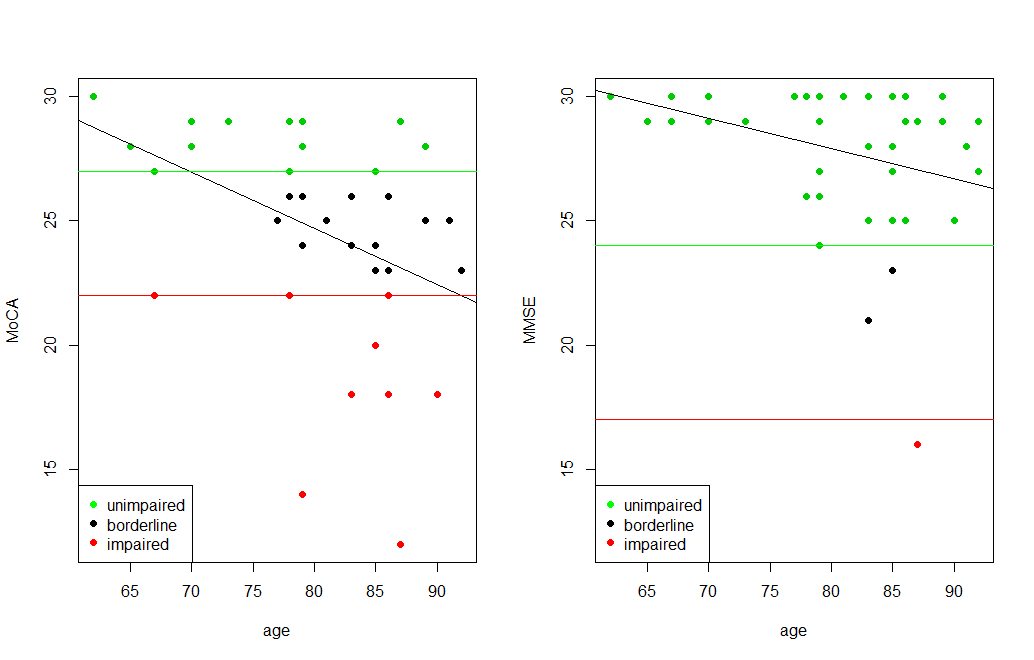 MoCA
30
25
20
15
unimpaired
borderline
impaired
65 70 75 80 85 90
age
MMSE
30
25
20
15
unimpaired
borderline
impaired
65 70 75 80 85 90
age